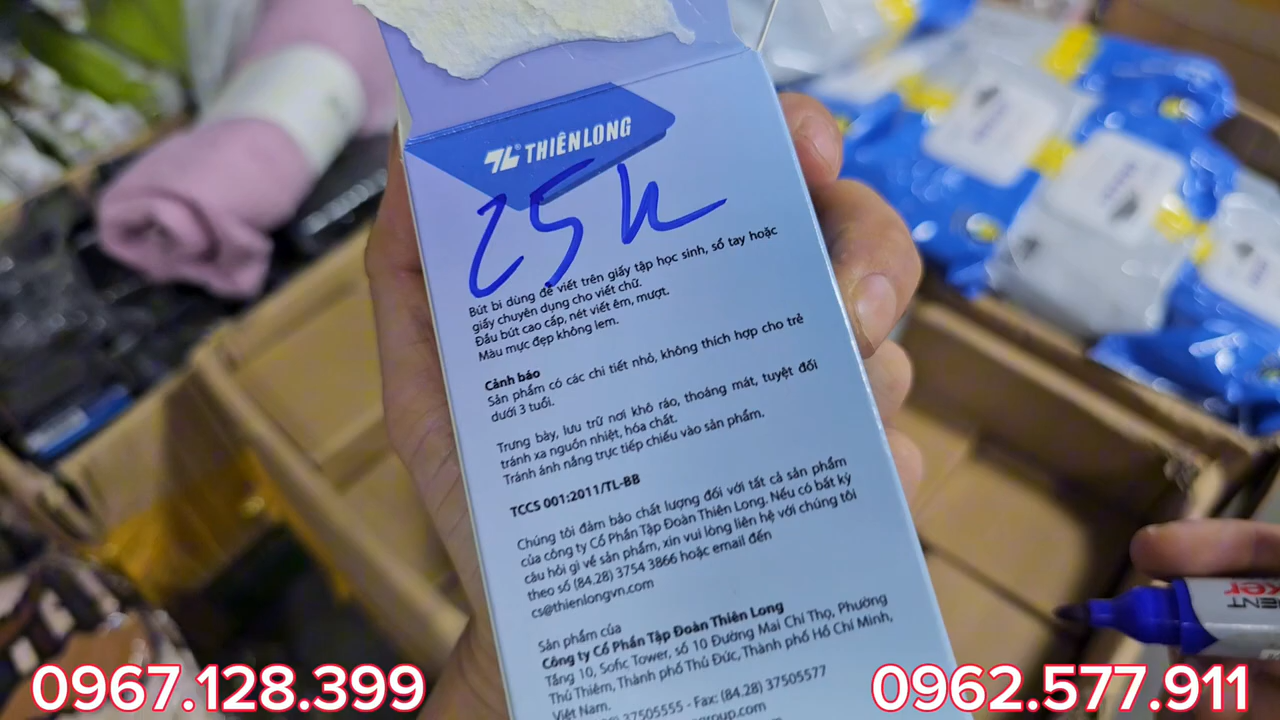 THIÊN LONG
25k
Bút bi dùng để viết trên giấy tập học sinh, sổ tay hoặc
giấy chuyên dụng cho viết chữ.
Đầu bút cao cấp, nét viết êm, mượt.
Màu mực đẹp không lem.
Cảnh báo
Sản phẩm có các chi tiết nhỏ, không thích hợp cho trẻ
dưới 3 tuổi.
Trưng bày, lưu trữ nơi khô ráo, thoáng mát, tuyệt đối
tránh xa nguồn nhiệt, hóa chất.
Tránh ánh nắng trực tiếp chiếu vào sản phẩm.
TCCS 001:2011/TL-BB
Chúng tôi đảm bảo chất lượng đối với tất cả sản phẩm
của công ty Cổ Phần Tập Đoàn Thiên Long. Nếu có bất kỳ
câu hỏi gì về sản phẩm, xin vui lòng liên hệ với chúng tôi
theo số (84.28) 3754 3866 hoặc email đến
cs@thienlongvn.com
Sản phẩm của
Công ty Cổ Phần Tập Đoàn Thiên Long
Tầng 10, Sofic Tower, số 10 Đường Mai Chí Thọ, Phường
Thủ Thiêm, Thành phố Thủ Đức, Thành phố Hồ Chí Minh,
Việt Nam.
37505555 - Fax: (84.28) 37505577
group.com
0967.128.399
0962.577.911